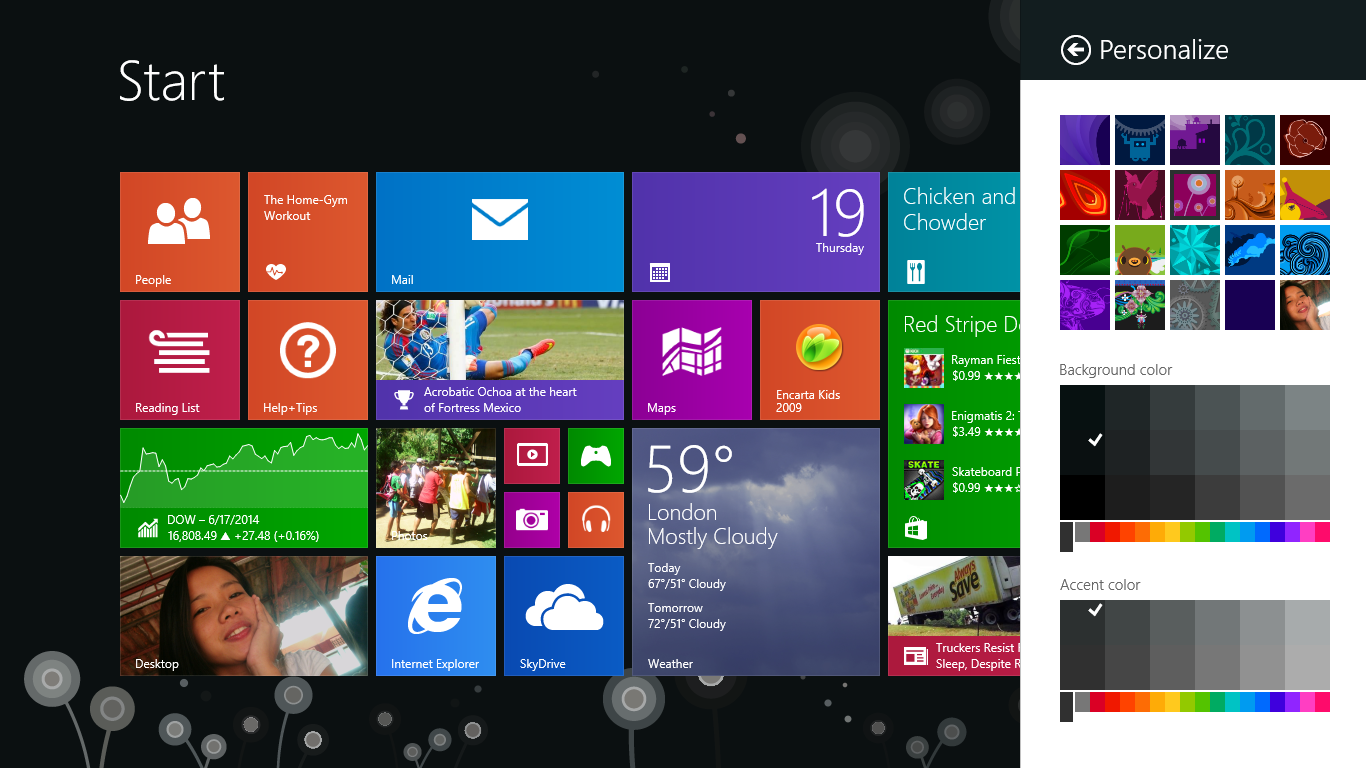 Start
Personalize
People
The Home-Gym
Workout
Mail
19
Thursday
Chicken and
Chowder
Reading List
Help+Tips
Acrobatic Ochoa at the heart
of Fortress Mexico
Maps
Encarta Kids
2009
Red Stripe De
Rayman Fiest
$0.99 ★★★★
Enigmatis 2: T
$3.49 ★★★★
SKATE
Skateboard P
$0.99 ★★★☆
DOW – 6/17/2014
16,808.49 ▲ +27.48 (+0.16%)
Photos
59°
London
Mostly Cloudy
Today
67°/51° Cloudy
Tomorrow
72°/51° Cloudy
Weather
Desktop
Internet Explorer
SkyDrive
Always
Save
Truckers Resist
Sleep, Despite R
Background color
Accent color